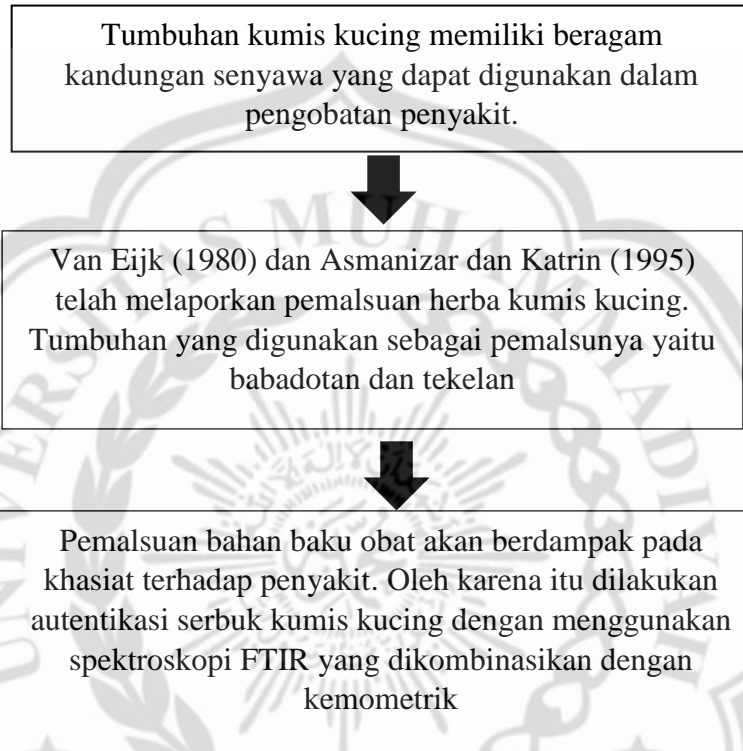 Tumbuhan kumis kucing memiliki beragam
kandungan senyawa yang dapat digunakan dalam
pengobatan penyakit.
Van Eijk (1980) dan Asmanizar dan Katrin (1995)
telah melaporkan pemalsuan herba kumis kucing.
Tumbuhan yang digunakan sebagai pemalsunya yaitu
babadotan dan tekelan
Pemalsuan bahan baku obat akan berdampak pada
khasiat terhadap penyakit. Oleh karena itu dilakukan
autentikasi serbuk kumis kucing dengan menggunakan
spektroskopi FTIR yang dikombinasikan dengan
kemometrik